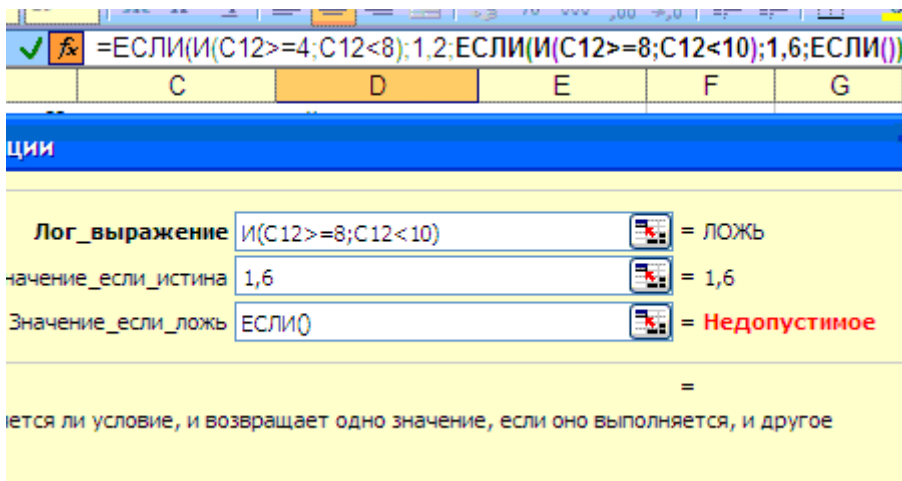 =ЕСЛИ(И(C12>=4;C12<8);1,2;ЕСЛИ(И(C12>=8;C12<10);1,6;ЕСЛИ())
C D E F G
ции
Лог_выражение И(C12>=8;C12<10) = ЛОЖЬ
начение_если_истина 1,6 = 1,6
Значение_если_ложь ЕСЛИ() = Недопустимое
=
ется ли условие, и возвращает одно значение, если оно выполняется, и другое